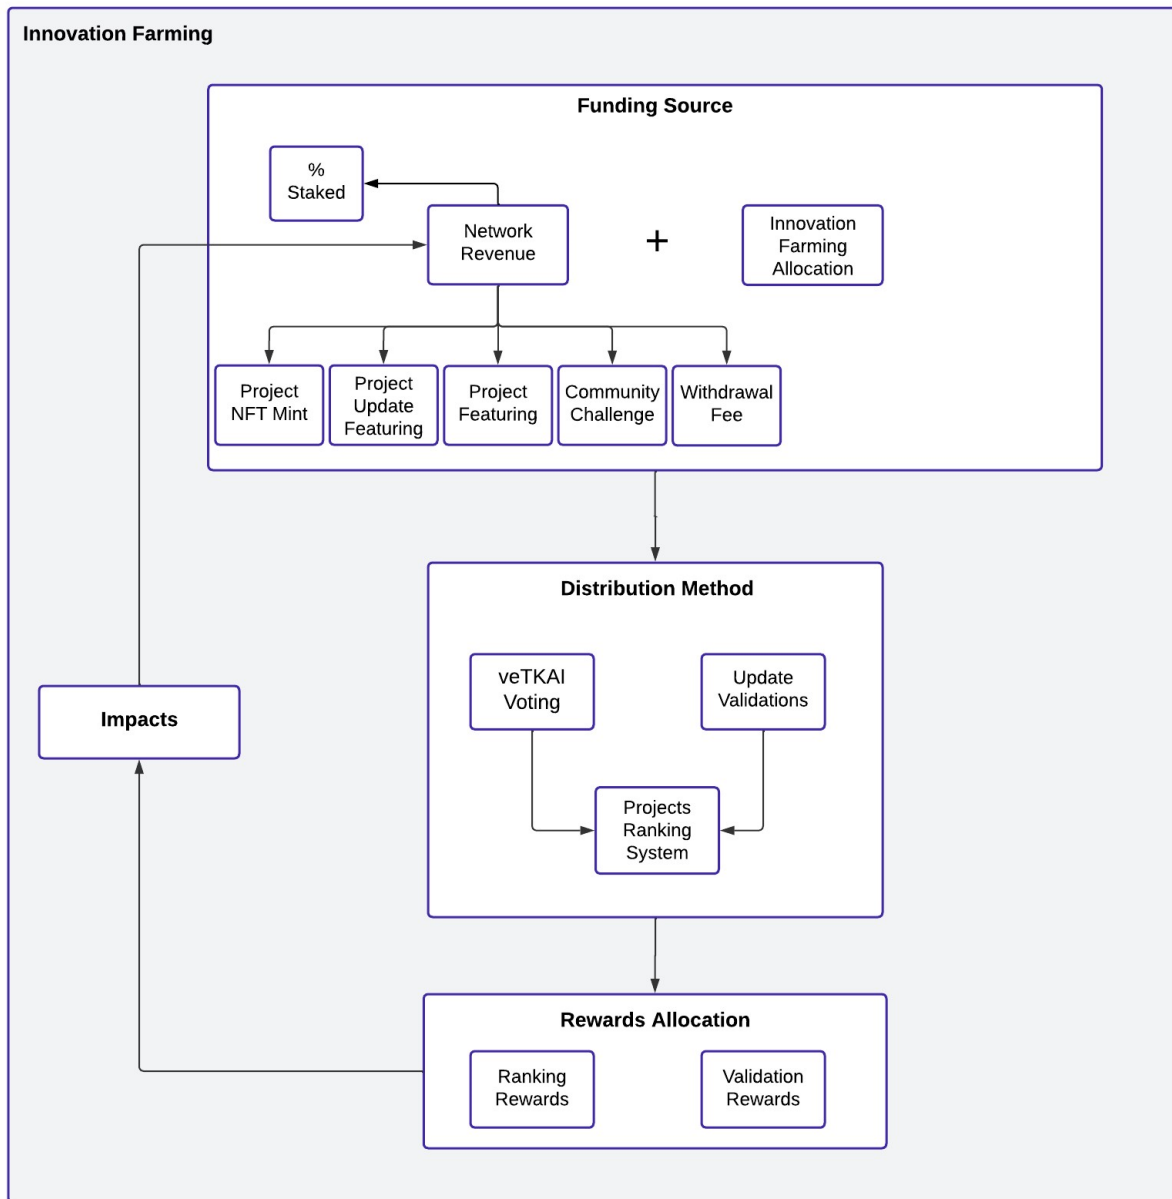 Innovation Farming
Funding Source
%
Staked
Network
Revenue
+
Innovation
Farming
Allocation
Project
NFT Mint
Project
Update
Featuring
Project
Featuring
Community
Challenge
Withdrawal
Fee
Distribution Method
veTKAI
Voting
Update
Validations
Projects
Ranking
System
Impacts
Rewards Allocation
Ranking
Rewards
Validation
Rewards